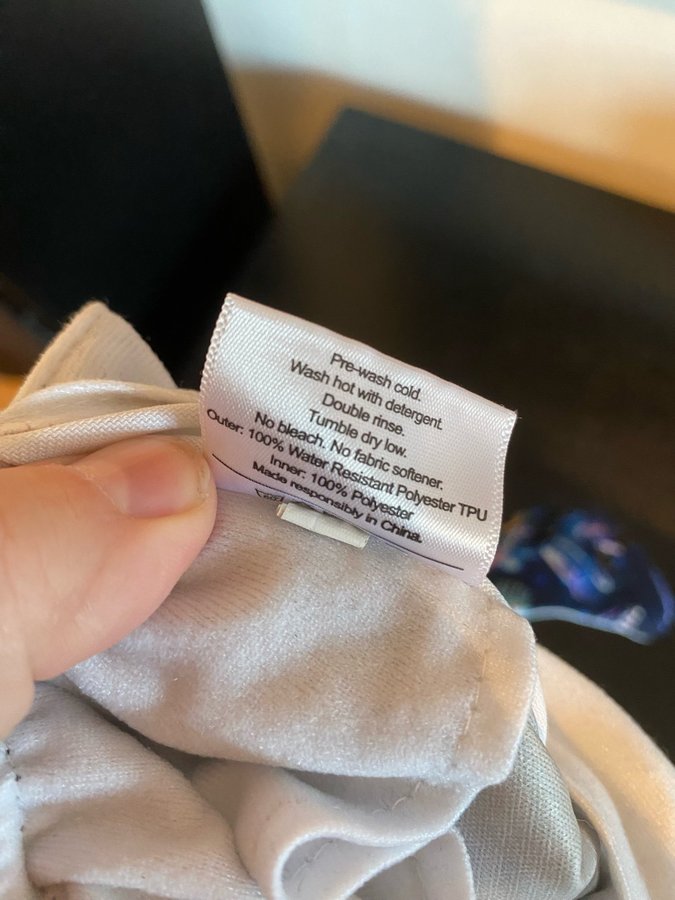 Pre-wash cold.
Wash hot with detergent.
Double rinse.
Tumble dry low.
No bleach. No fabric softener.
Outer: 100% Water Resistant Polyester TPU
Inner: 100% Polyester
Made responsibly in China.